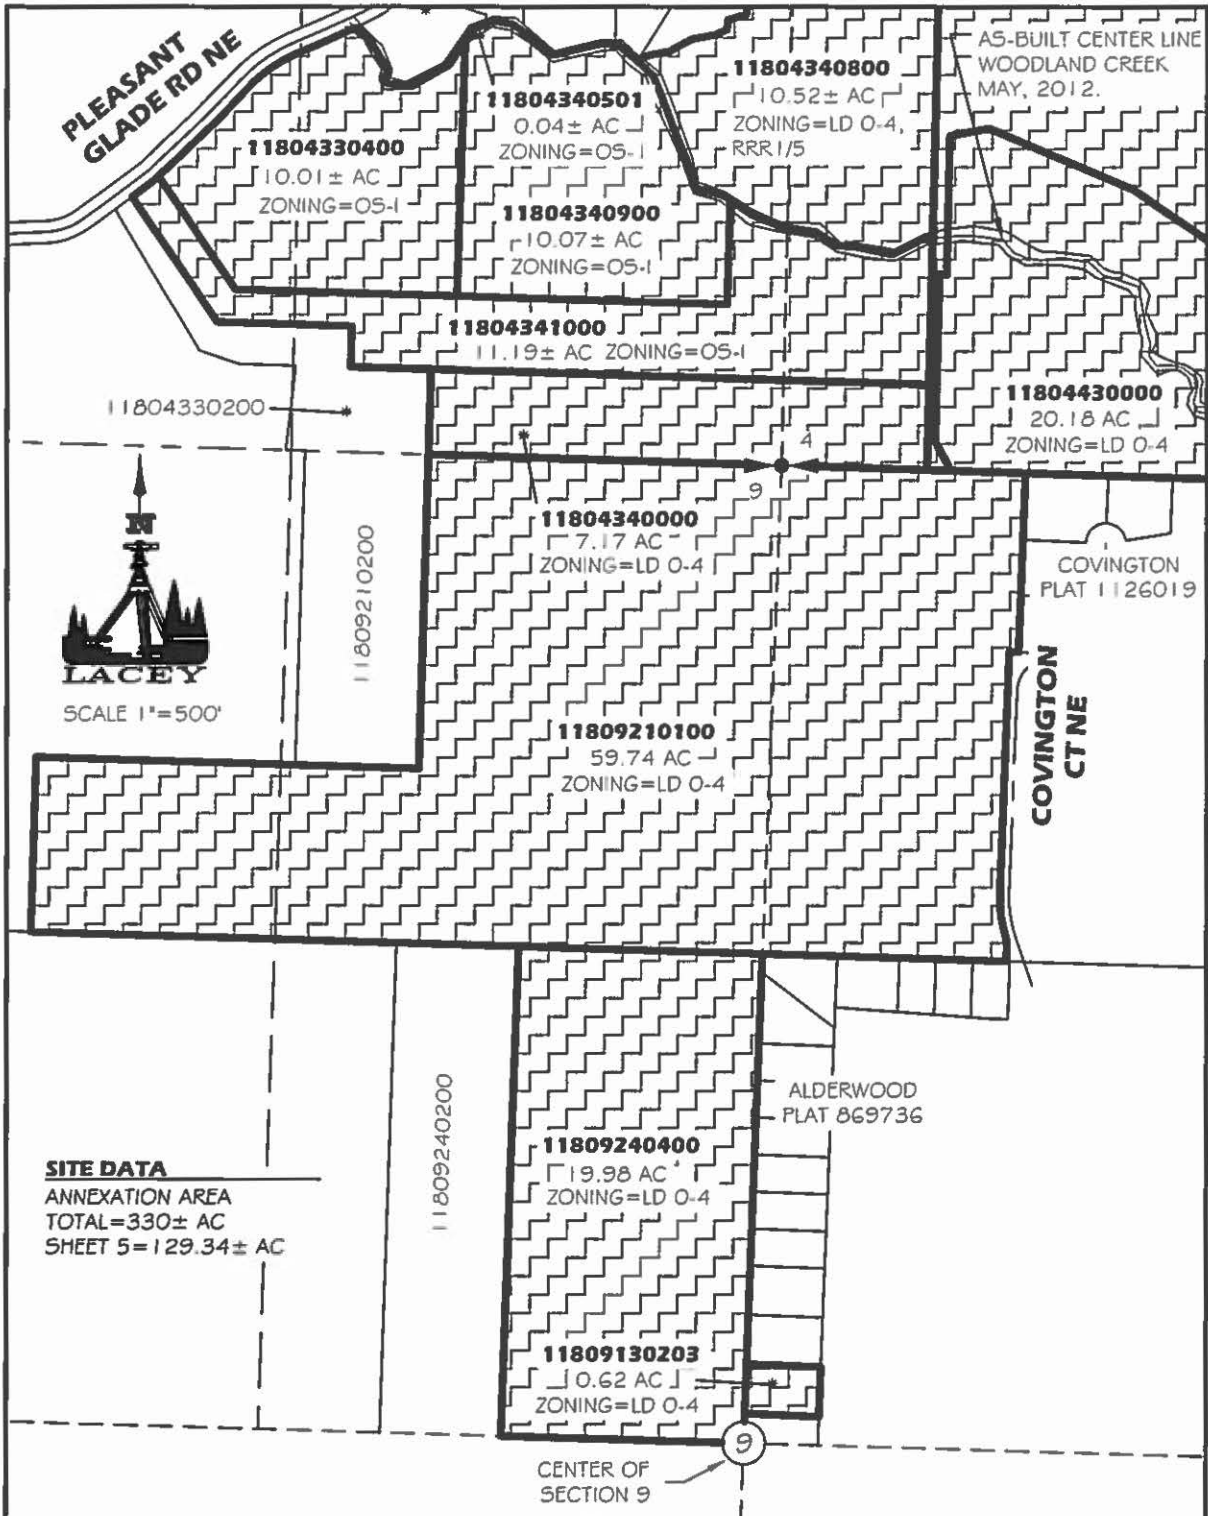 PLEASANT
GLADE RD NE
AS-BUILT CENTER LINE
WOODLAND CREEK
MAY, 2012.
11804340800
10.52± AC
ZONING=LD 0-4,
RRR1/5
11804340501
0.04± AC
ZONING=OS-1
11804330400
10.01± AC
ZONING=OS-1
11804340900
10.07± AC
ZONING=OS-1
11804341000
11.19± AC ZONING=OS-1
11804330200
11804430000
20.18 AC
ZONING=LD 0-4
4
9
11804340000
7.17 AC
ZONING=LD 0-4
N
LACEY
SCALE 1"=500'
11809210200
COVINGTON
PLAT 1126019
COVINGTON
CT NE
11809210100
59.74 AC
ZONING=LD 0-4
11809240200
ALDERWOOD
PLAT 869736
11809240400
19.98 AC
ZONING=LD 0-4
SITE DATA
ANNEXATION AREA
TOTAL=330± AC
SHEET 5=129.34± AC
11809130203
0.62 AC
ZONING=LD 0-4
9
CENTER OF
SECTION 9